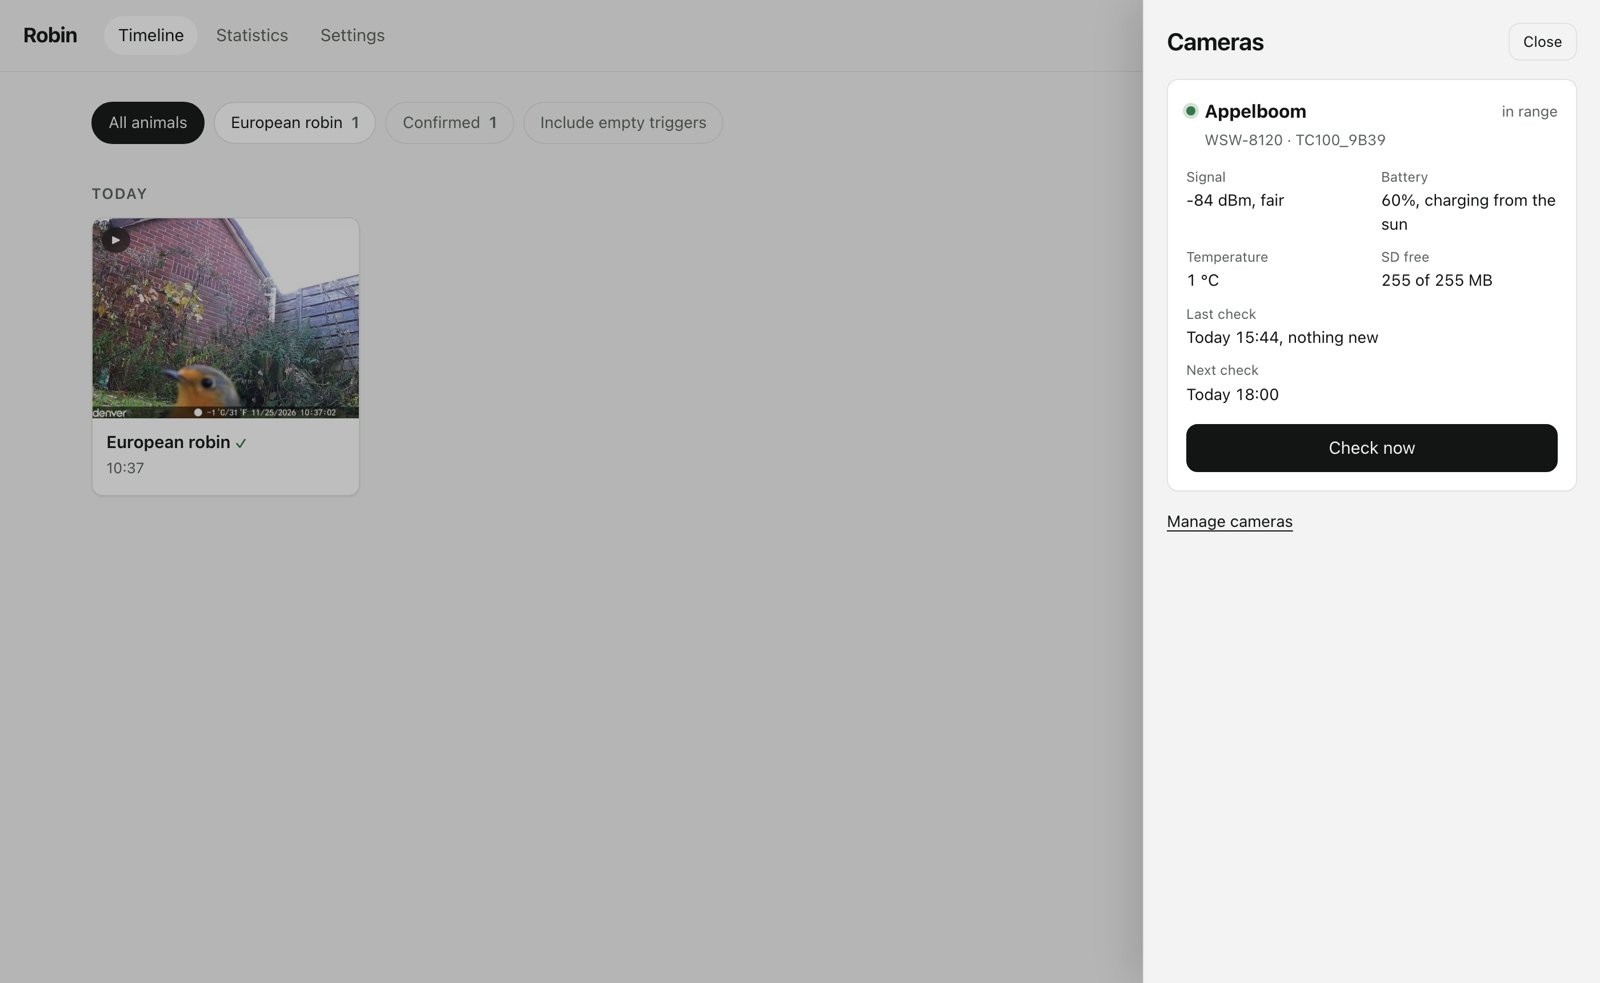 Robin
Timeline
Statistics
Settings
All animals
European robin 1
Confirmed 1
Include empty triggers
TODAY
denver
-1°C/31°F 11/25/2026 10:37:02
European robin ✓
10:37
Cameras
Close
Appelboom
in range
WSW-8120 · TC100_9B39
Signal
-84 dBm, fair
Battery
60%, charging from the
sun
Temperature
1 °C
SD free
255 of 255 MB
Last check
Today 15:44, nothing new
Next check
Today 18:00
Check now
Manage cameras